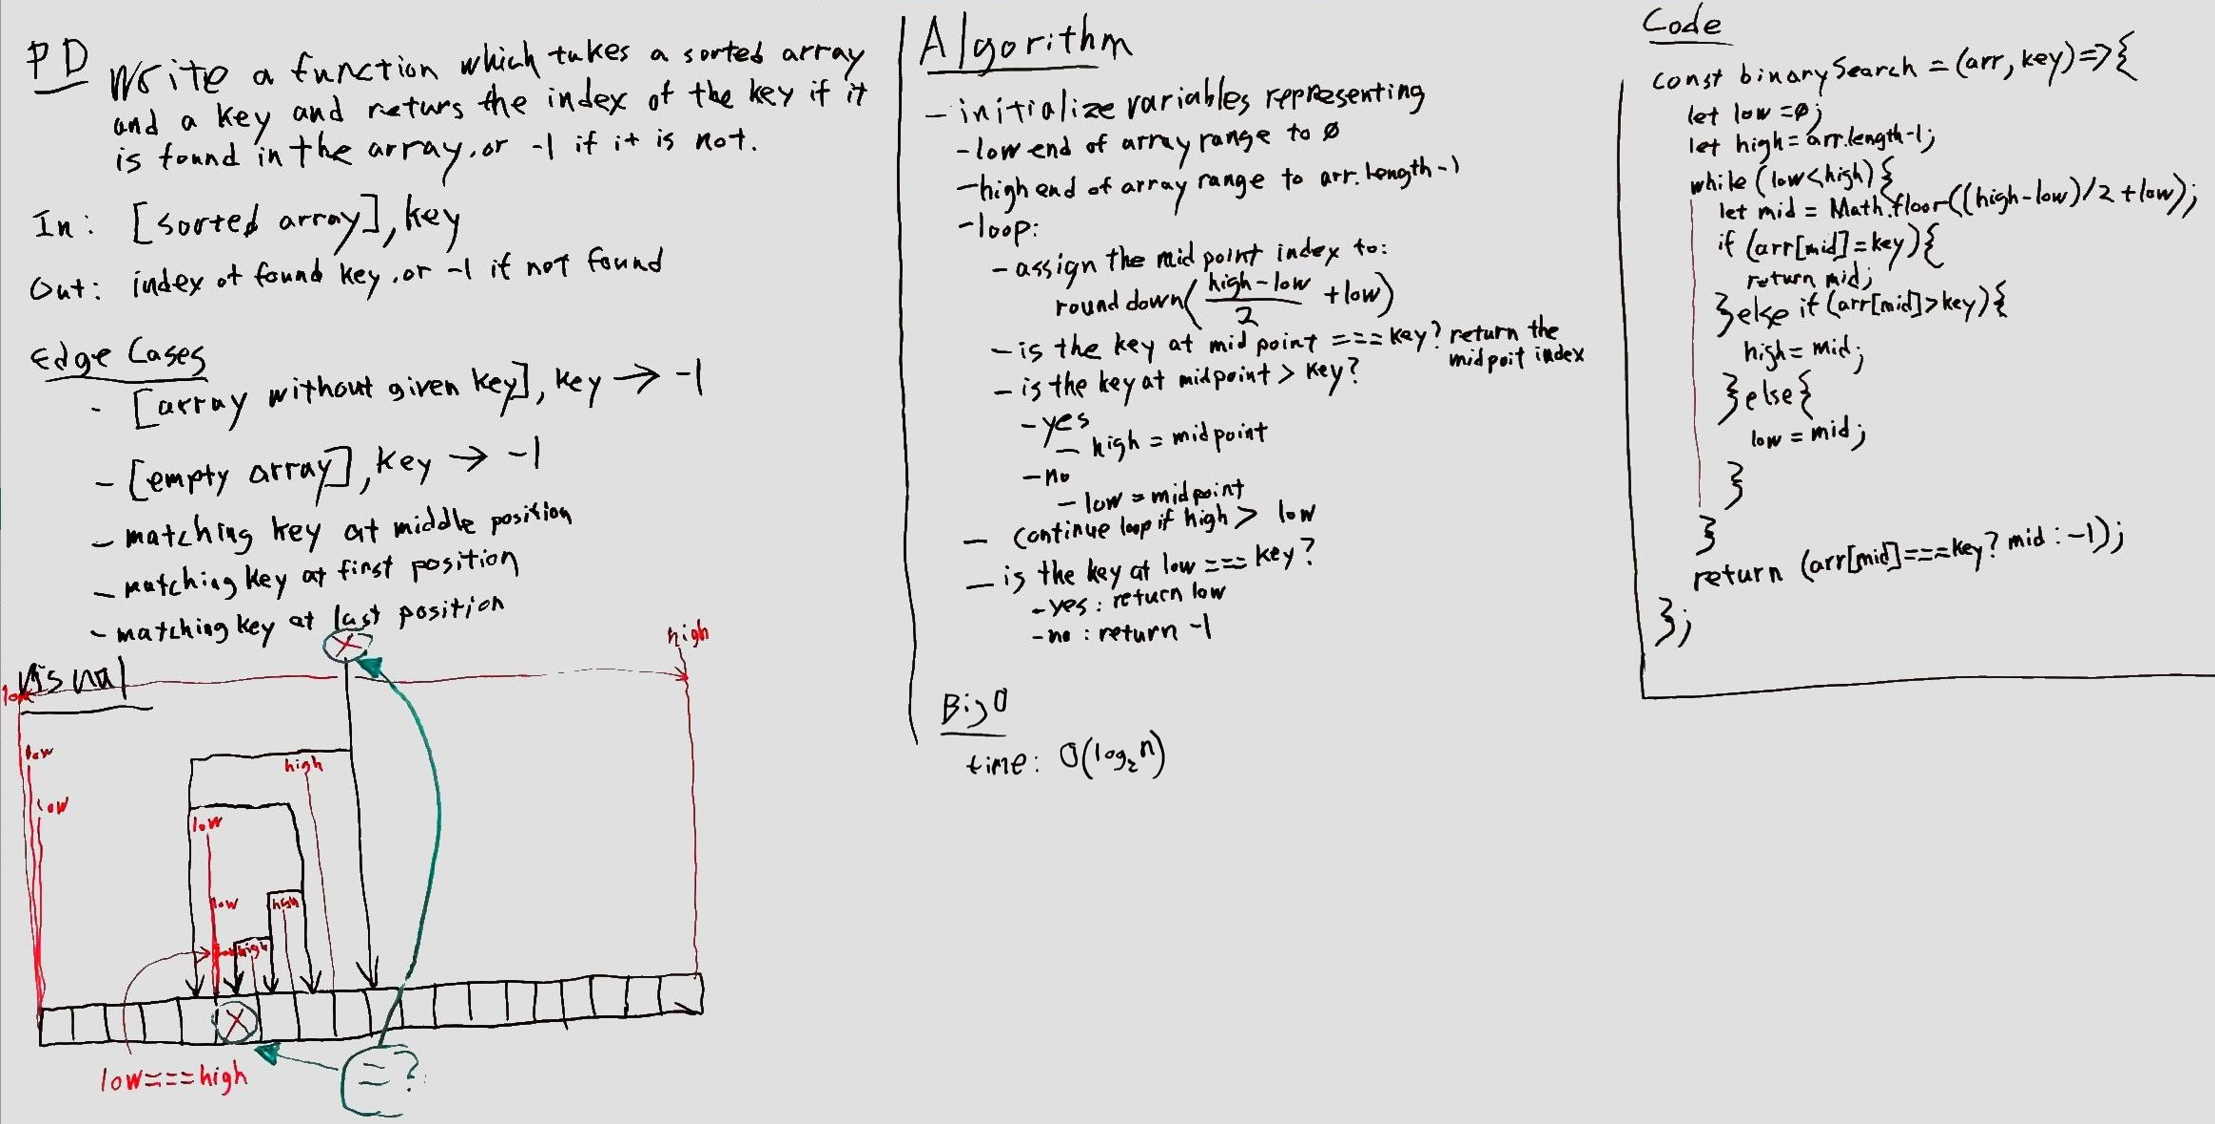 PD
Write a function which takes a sorted array
and a key and returs the index of the key if it
is found in the array, or -1 if it is not.
In: [sorted array], key
Out: index of found key, or -1 if not found
Edge Cases
- [array without given key], key → -1
- [empty array], key → -1
- matching key at middle position
- matching key at first position
- matching key at last position
Visual
low
high
low
high
low
low
low
high
high
low===high
=?
Algorithm
- initialize variables representing
- low end of array range to 0
- high end of array range to arr.length-1
- loop:
- assign the mid point index to:
round down(high-low/2 + low)
- is the key at mid point === key? return the
midpoit index
- is the key at midpoint > key?
- yes
- high = midpoint
- no
- low = midpoint
- continue loop if high > low
- is the key at low === key?
- yes: return low
- no: return -1
Big O
time: O(log₂n)
Code
const binarySearch = (arr, key) => {
let low = 0;
let high = arr.length-1;
while (low<high) {
let mid = Math.floor((high-low)/2 + low);
if (arr[mid]=key){
return mid;
}else if (arr[mid]>key){
high = mid;
}else{
low = mid;
}
}
return (arr[mid]===key? mid : -1);
};